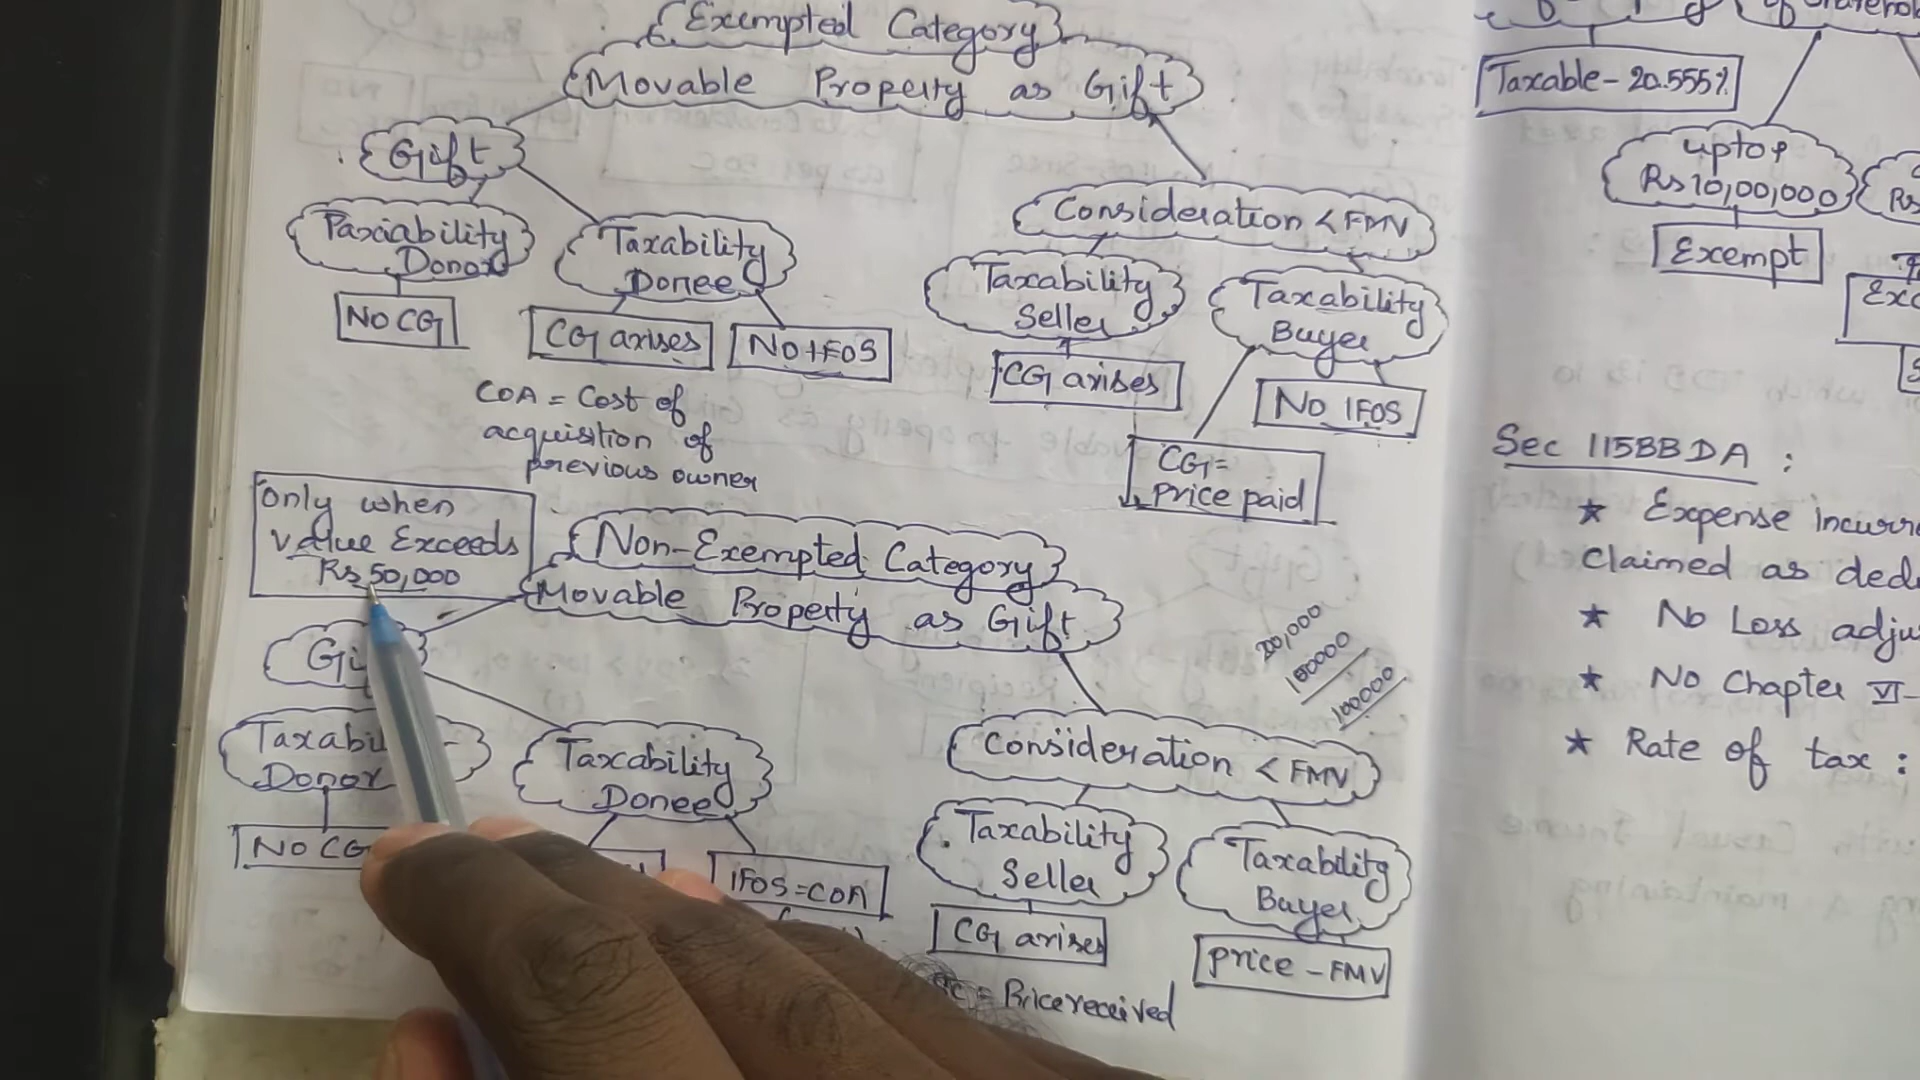 Exempted Category
Movable Property as Gift
Gift
Paxiability
Donor
Taxability
Donee
NO CG
CG arises
NO IFOS
COA = Cost of
acquisition of
previous owner
Consideration < FMV
Taxability
Seller
Taxability
Buyer
CG arises
NO IFOS
CG =
Price paid
Only when
Value Exceeds
Rs 50,000
Non-Exempted Category
Movable Property as Gift
Taxabi
Donor
NO CG
Taxability
Donee
IFOS = COA
100000
Consideration < FMV
Taxability
Seller
Taxability
Buyer
CG arises
Price - FMV
= Price received
Taxable - 20.555%
upto
Rs 10,00,000
Exempt
Sec 115BBDA :
★ Expense incurr
Claimed as ded
★ No Loss adju
★ No Chapter VI-
★ Rate of tax :